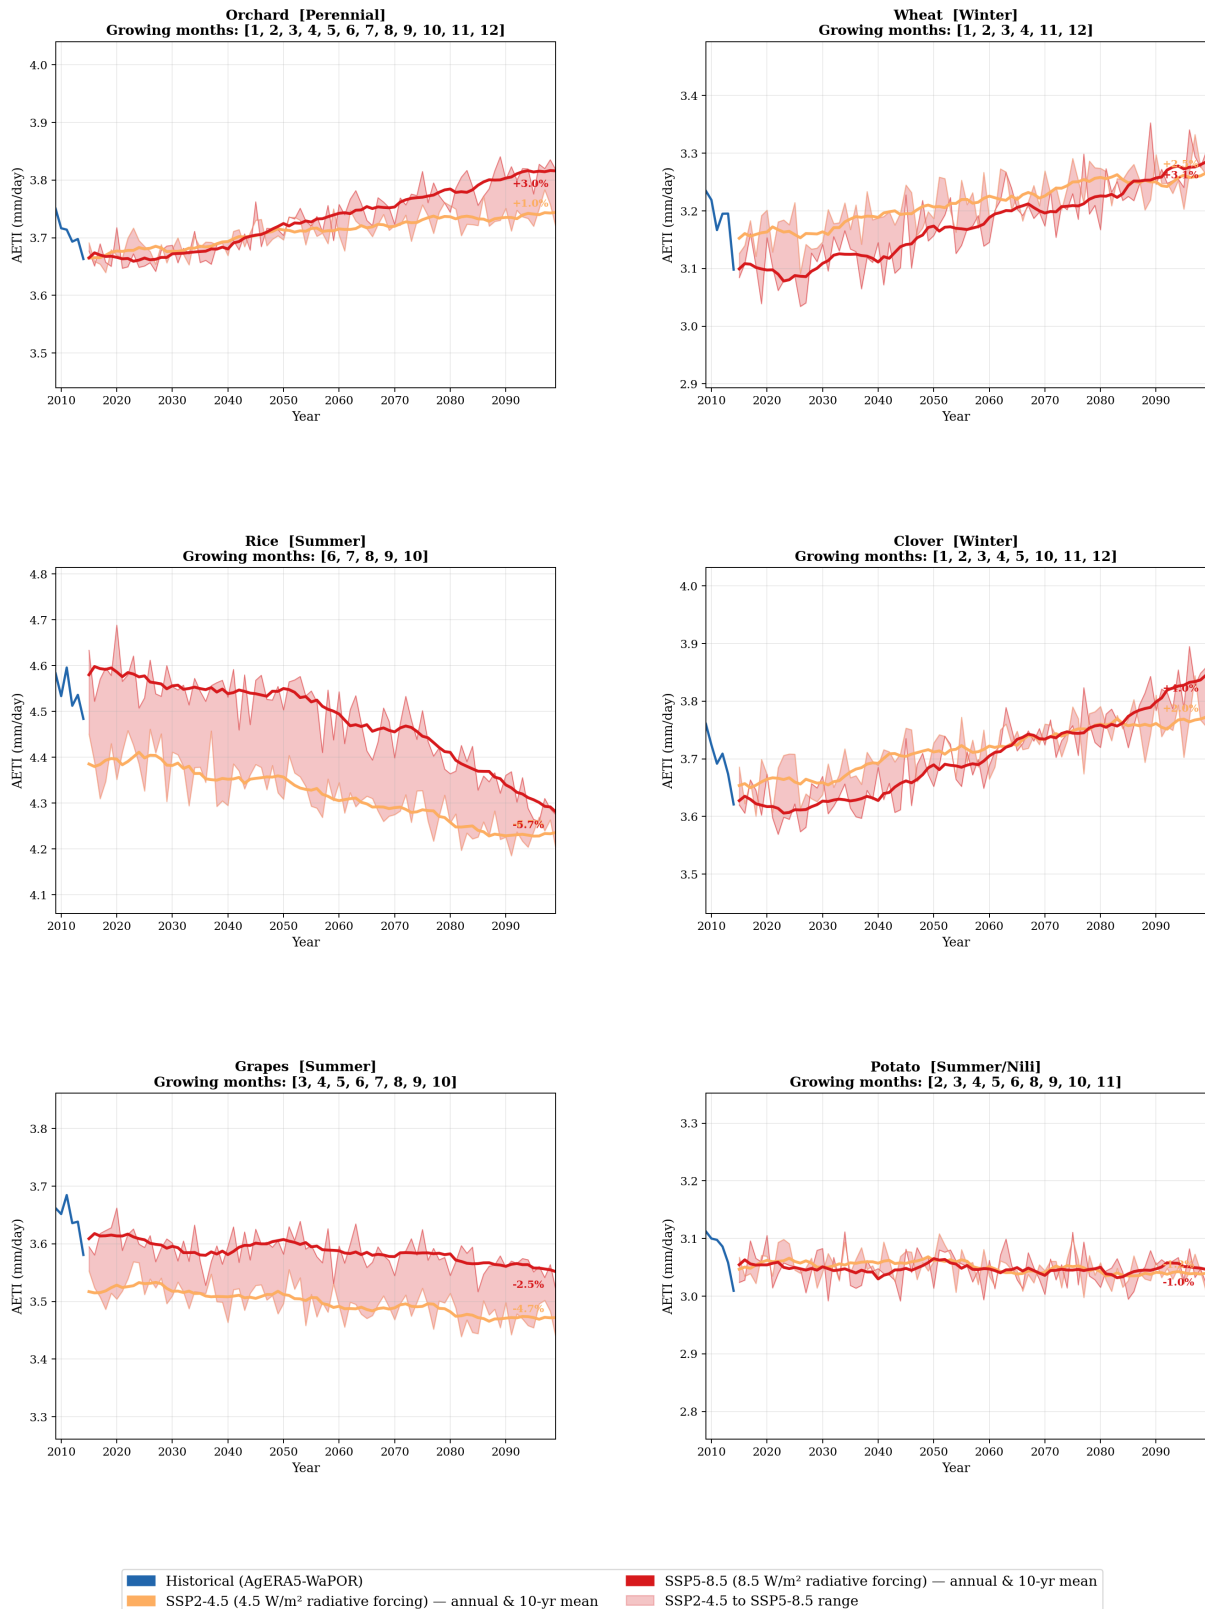 Orchard  [Perennial]
Growing months: [1, 2, 3, 4, 5, 6, 7, 8, 9, 10, 11, 12]
4.0
3.9
3.8
3.7
3.6
3.5
AETI (mm/day)
+3.0%
+1.0%
2010 2020 2030 2040 2050 2060 2070 2080 2090
Year
Wheat  [Winter]
Growing months: [1, 2, 3, 4, 11, 12]
3.4
3.3
3.2
3.1
3.0
2.9
AETI (mm/day)
+3.1%
2010 2020 2030 2040 2050 2060 2070 2080 2090
Year
Rice  [Summer]
Growing months: [6, 7, 8, 9, 10]
4.8
4.7
4.6
4.5
4.4
4.3
4.2
4.1
AETI (mm/day)
-5.7%
2010 2020 2030 2040 2050 2060 2070 2080 2090
Year
Clover  [Winter]
Growing months: [1, 2, 3, 4, 5, 10, 11, 12]
4.0
3.9
3.8
3.7
3.6
3.5
AETI (mm/day)
+4.0%
2010 2020 2030 2040 2050 2060 2070 2080 2090
Year
Grapes  [Summer]
Growing months: [3, 4, 5, 6, 7, 8, 9, 10]
3.8
3.7
3.6
3.5
3.4
3.3
AETI (mm/day)
-2.5%
-4.7%
2010 2020 2030 2040 2050 2060 2070 2080 2090
Year
Potato  [Summer/Nili]
Growing months: [2, 3, 4, 5, 6, 8, 9, 10, 11]
3.3
3.2
3.1
3.0
2.9
2.8
AETI (mm/day)
-1.0%
2010 2020 2030 2040 2050 2060 2070 2080 2090
Year
Historical (AgERA5-WaPOR)
SSP2-4.5 (4.5 W/m² radiative forcing) — annual & 10-yr mean
SSP5-8.5 (8.5 W/m² radiative forcing) — annual & 10-yr mean
SSP2-4.5 to SSP5-8.5 range